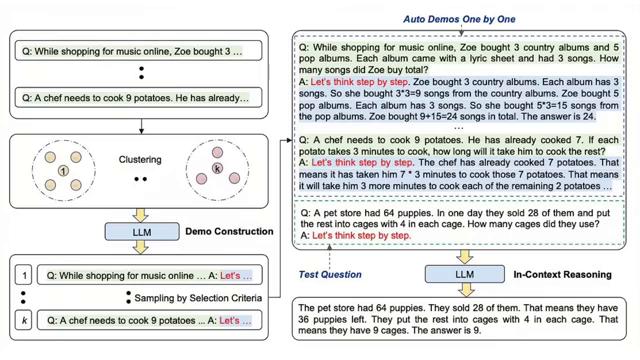 Q: While shopping for music online, Zoe bought 3 …
Q: A chef needs to cook 9 potatoes. He has already…
1
Clustering
k
LLM
Demo Construction
1
Q: While shopping for music online … A: Let's …
Sampling by Selection Criteria
k
Q: A chef needs to cook 9 potatoes ... A: Let's …
Auto Demos One by One
Q: While shopping for music online, Zoe bought 3 country albums and 5
pop albums. Each album came with a lyric sheet and had 3 songs. How
many songs did Zoe buy total?
A: Let's think step by step. Zoe bought 3 country albums. Each album has 3
songs. So she bought 3*3=9 songs from the country albums. Zoe bought 5
pop albums. Each album has 3 songs. So she bought 5*3=15 songs from
the pop albums. Zoe bought 9+15=24 songs in total. The answer is 24.
…
Q: A chef needs to cook 9 potatoes. He has already cooked 7. If each
potato takes 3 minutes to cook, how long will it take him to cook the rest?
A: Let's think step by step. The chef has already cooked 7 potatoes. That
means it has taken him 7 * 3 minutes to cook those 7 potatoes. That means
it will take him 3 more minutes to cook each of the remaining 2 potatoes …
Q: A pet store had 64 puppies. In one day they sold 28 of them and put
the rest into cages with 4 in each cage. How many cages did they use?
A: Let's think step by step.
Test Question
LLM
In-Context Reasoning
The pet store had 64 puppies. They sold 28 of them. That means they have
36 puppies left. They put the rest into cages with 4 in each cage. That
means they have 9 cages. The answer is 9.